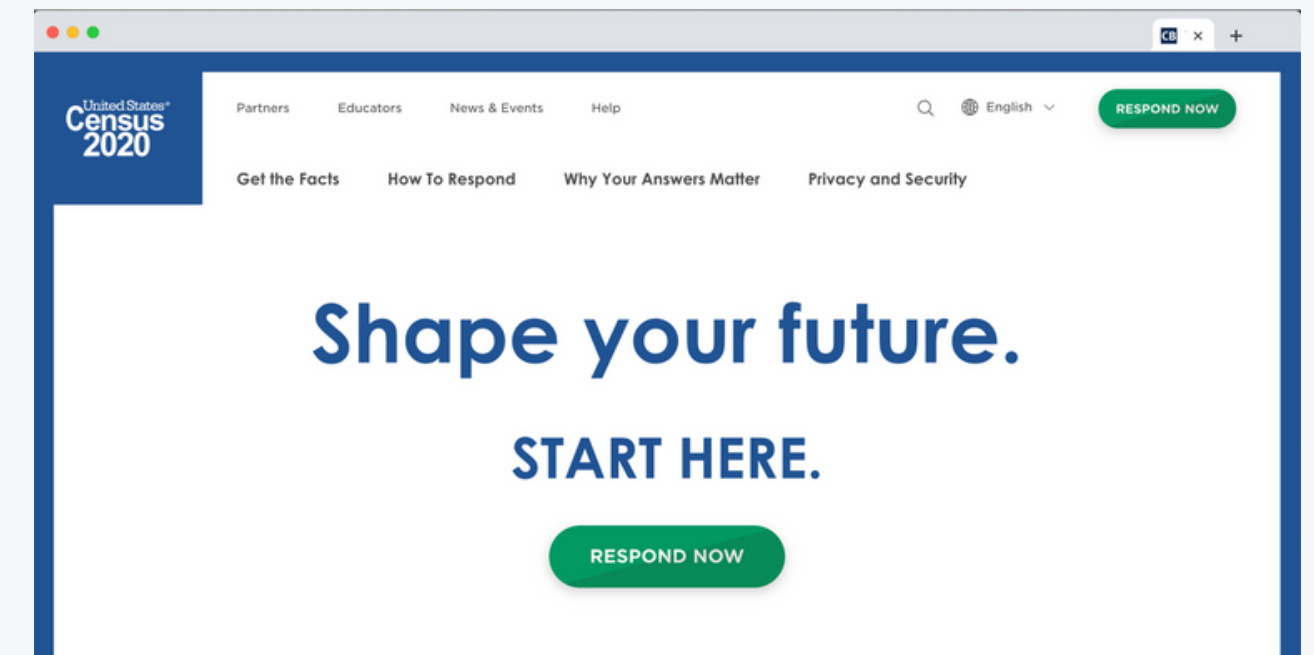 CB
United States®
Census
2020
Partners Educators News & Events Help English RESPOND NOW
Get the Facts How To Respond Why Your Answers Matter Privacy and Security
Shape your future.
START HERE.
RESPOND NOW